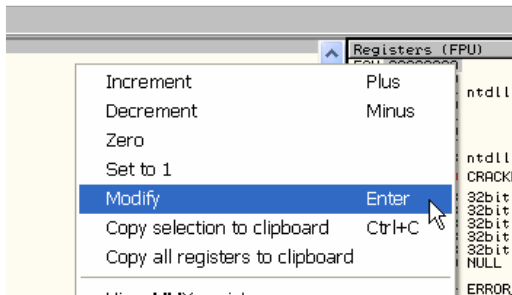 Registers (FPU)
Increment Plus
ntdll
Decrement Minus
Zero
ntdll
Set to 1
CRACK
Modify Enter
32bit
32bit
Copy selection to clipboard Ctrl+C
32bit
32bit
32bit
Copy all registers to clipboard
NULL
ERROR